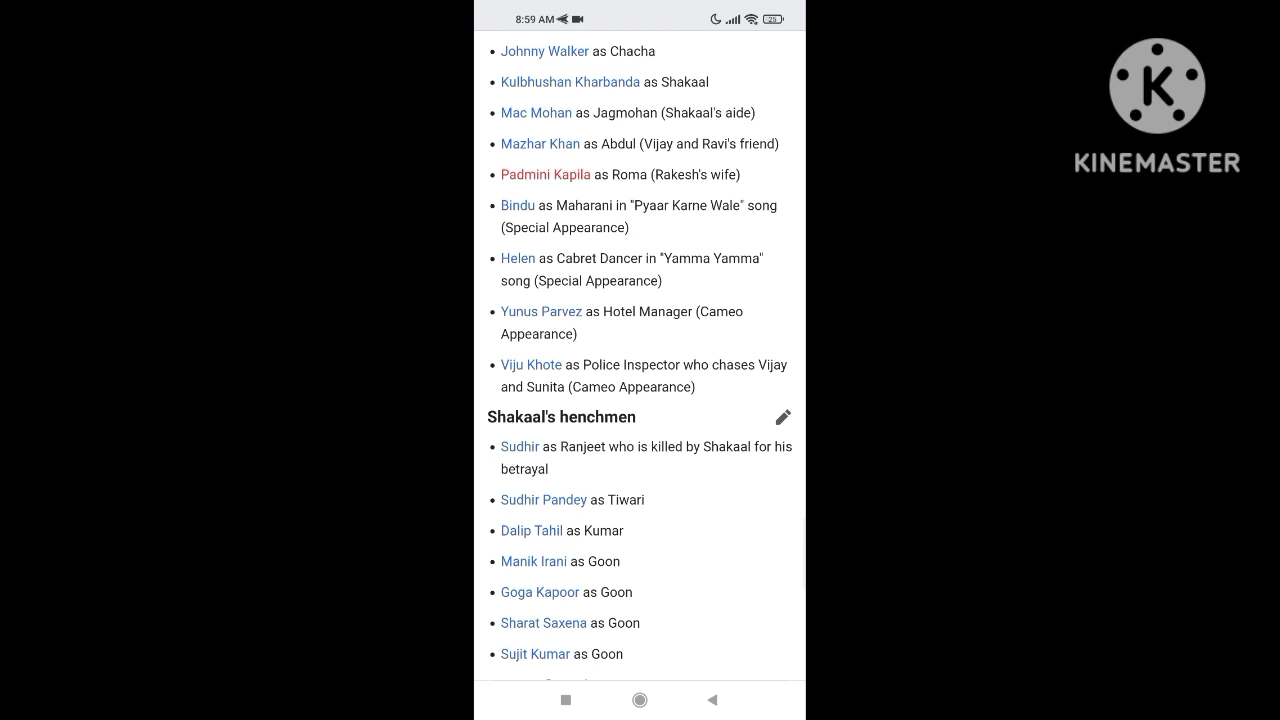 8:59 AM
25
Johnny Walker as Chacha
Kulbhushan Kharbanda as Shakaal
Mac Mohan as Jagmohan (Shakaal's aide)
Mazhar Khan as Abdul (Vijay and Ravi's friend)
Padmini Kapila as Roma (Rakesh's wife)
Bindu as Maharani in "Pyaar Karne Wale" song
(Special Appearance)
Helen as Cabret Dancer in "Yamma Yamma"
song (Special Appearance)
Yunus Parvez as Hotel Manager (Cameo
Appearance)
Viju Khote as Police Inspector who chases Vijay
and Sunita (Cameo Appearance)
Shakaal's henchmen
Sudhir as Ranjeet who is killed by Shakaal for his
betrayal
Sudhir Pandey as Tiwari
Dalip Tahil as Kumar
Manik Irani as Goon
Goga Kapoor as Goon
Sharat Saxena as Goon
Sujit Kumar as Goon
K
KINEMASTER